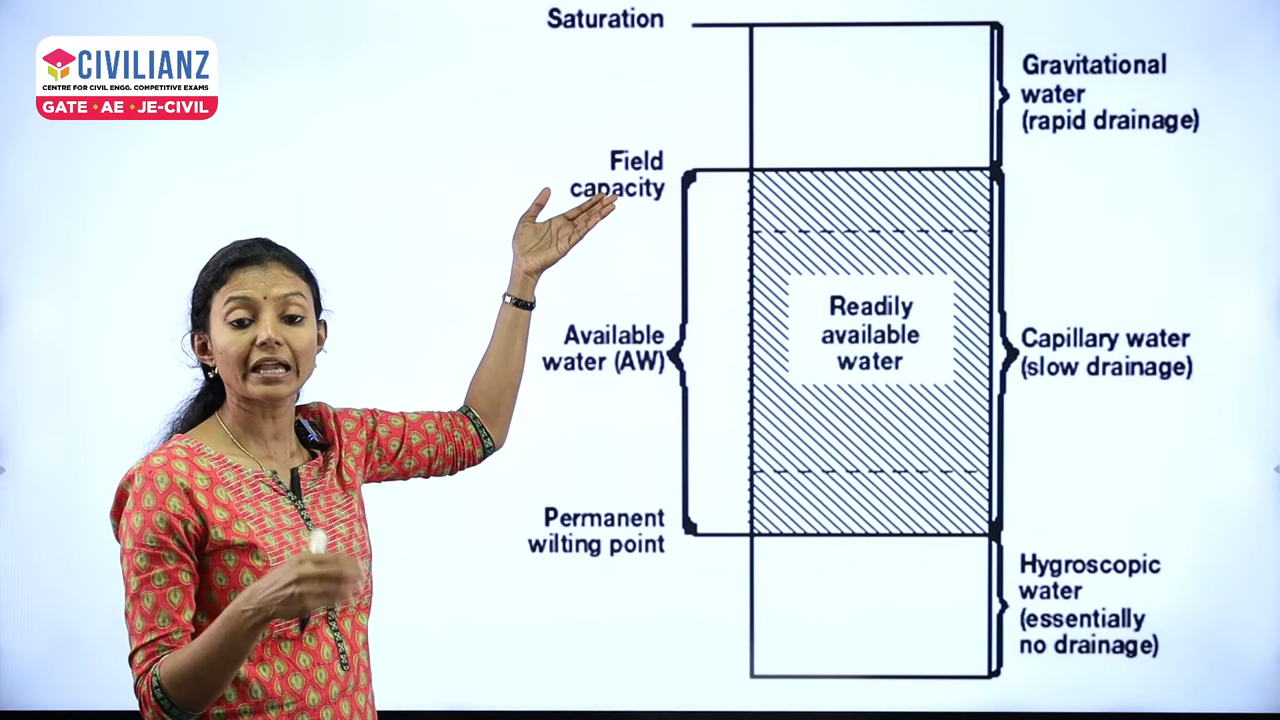 CIVILIANZ
CENTRE FOR CIVIL ENGG. COMPETITIVE EXAMS
GATE • AE • JE-CIVIL
Saturation
Gravitational
water
(rapid drainage)
Field
capacity
Available
water (AW)
Readily
available
water
Capillary water
(slow drainage)
Permanent
wilting point
Hygroscopic
water
(essentially
no drainage)